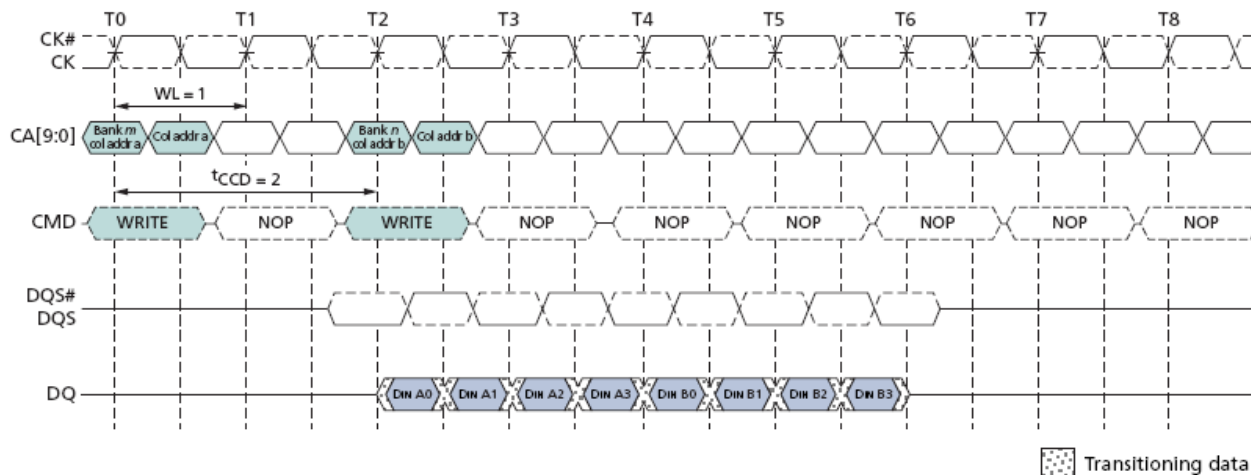 T0 T1 T2 T3 T4 T5 T6 T7 T8
CK#
CK
WL = 1
CA[9:0]
Bank m
col addr a
Col addr a
Bank n
col addr b
Col addr b
tCCD = 2
CMD
WRITE NOP WRITE NOP NOP NOP NOP NOP NOP
DQS#
DQS
DQ
DIN A0 DIN A1 DIN A2 DIN A3 DIN B0 DIN B1 DIN B2 DIN B3
Transitioning data